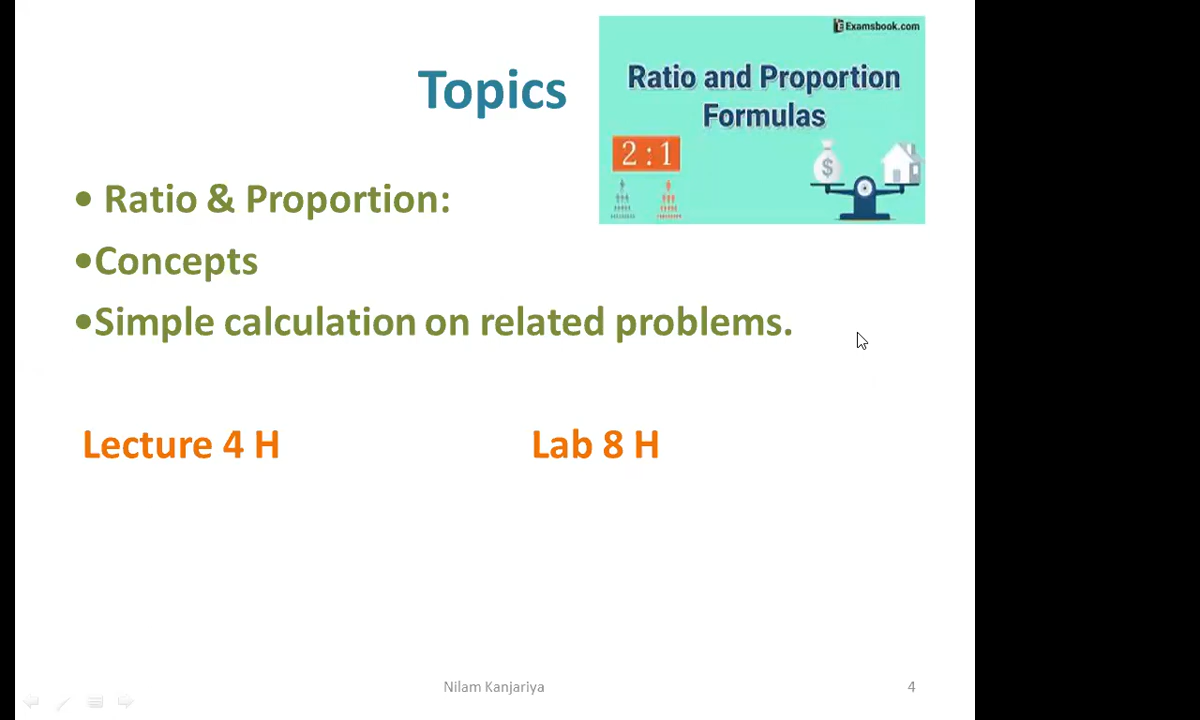 Examsbook.com
Ratio and Proportion
Formulas
2 : 1
$
Topics
• Ratio & Proportion:
•Concepts
•Simple calculation on related problems.
Lecture 4 H Lab 8 H
Nilam Kanjariya 4